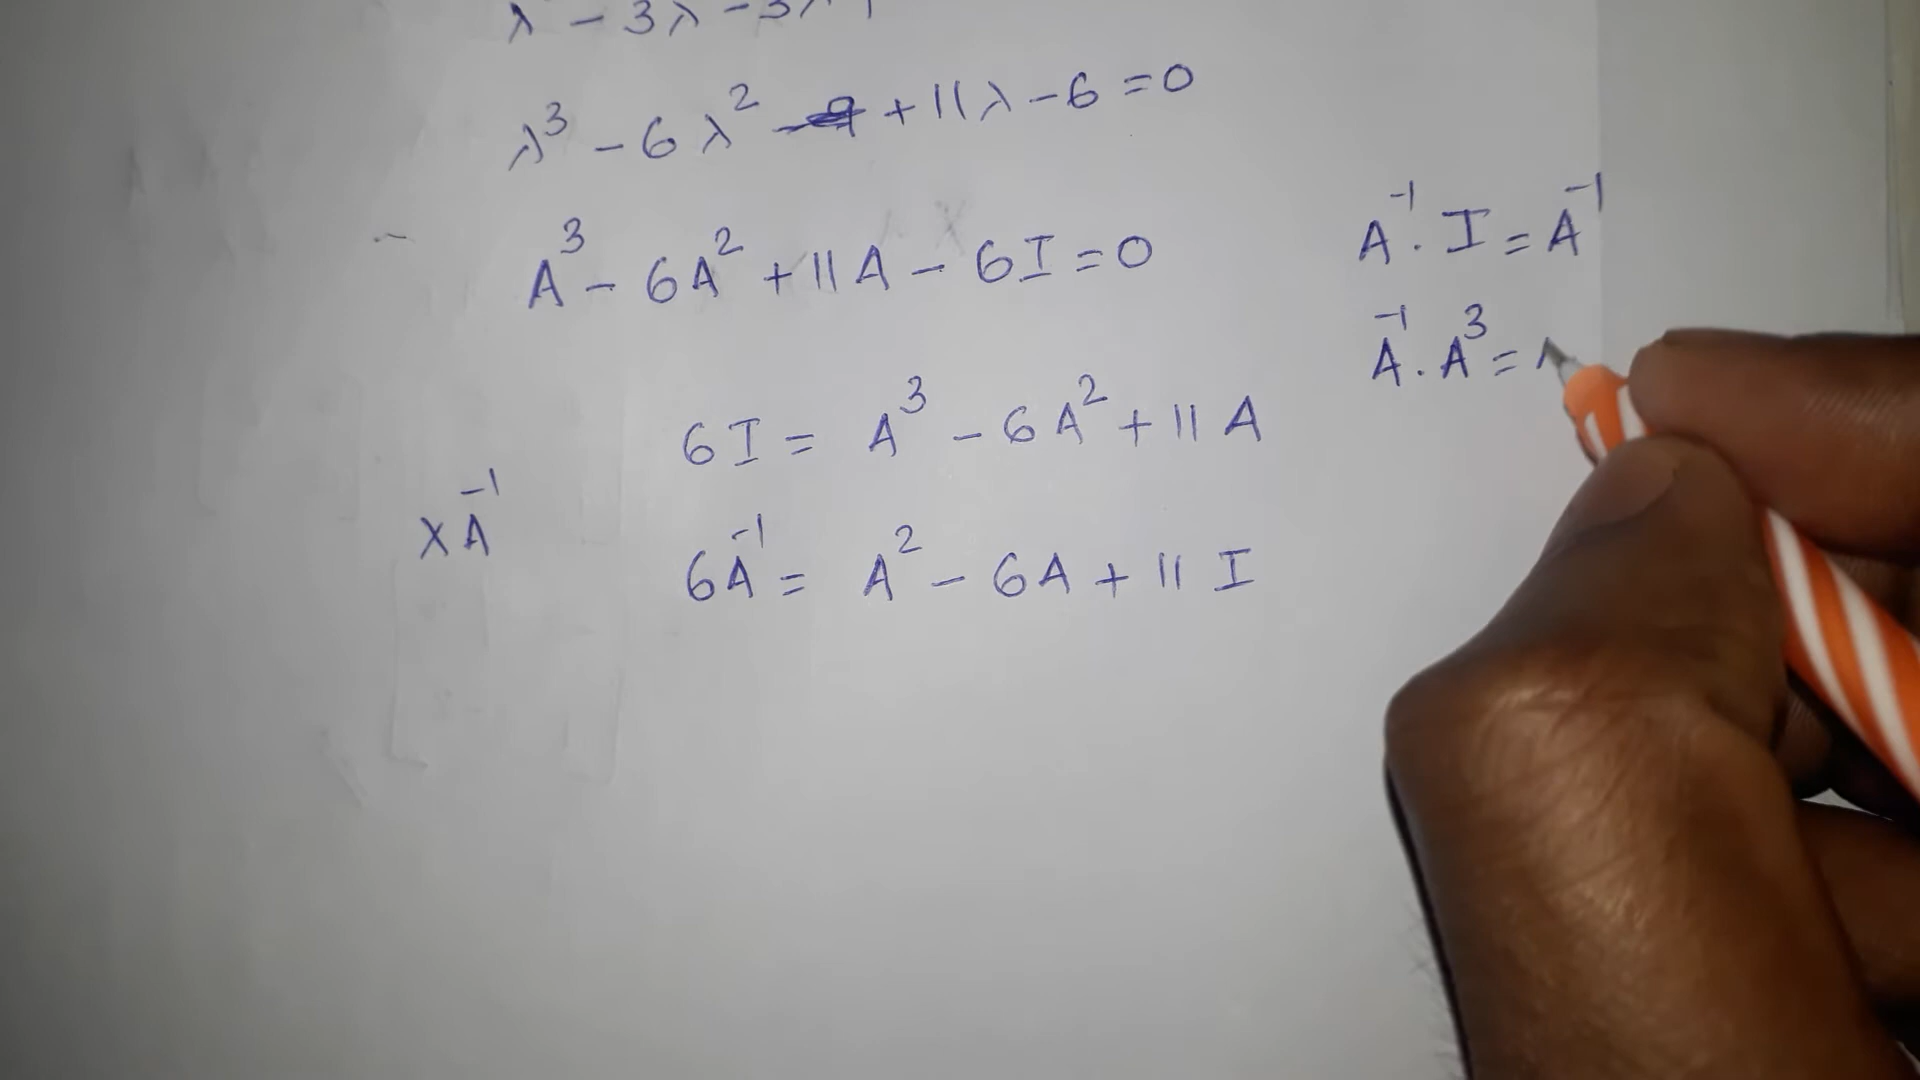 λ³ - 6λ² + 11λ - 6 = 0
A³ - 6A² + 11A - 6I = 0
6I = A³ - 6A² + 11A
×A⁻¹
6A⁻¹ = A² - 6A + 11 I
A⁻¹ . I = A⁻¹
A⁻¹ . A³ =